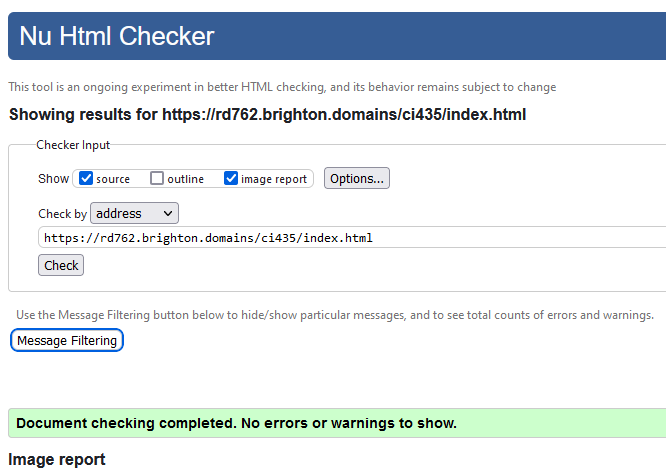 Nu Html Checker
This tool is an ongoing experiment in better HTML checking, and its behavior remains subject to change
Showing results for https://rd762.brighton.domains/ci435/index.html
Checker Input
Show source outline image report Options...
Check by address
https://rd762.brighton.domains/ci435/index.html
Check
Use the Message Filtering button below to hide/show particular messages, and to see total counts of errors and warnings.
Message Filtering
Document checking completed. No errors or warnings to show.
Image report